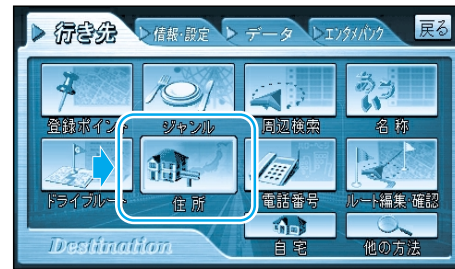 行き先 情報・設定 データ エンタメバンク 戻る
登録ポイント ジャンル 周辺検索 名称
ドライブルート 住所 電話番号 ルート編集・確認
Destination 自宅 他の方法